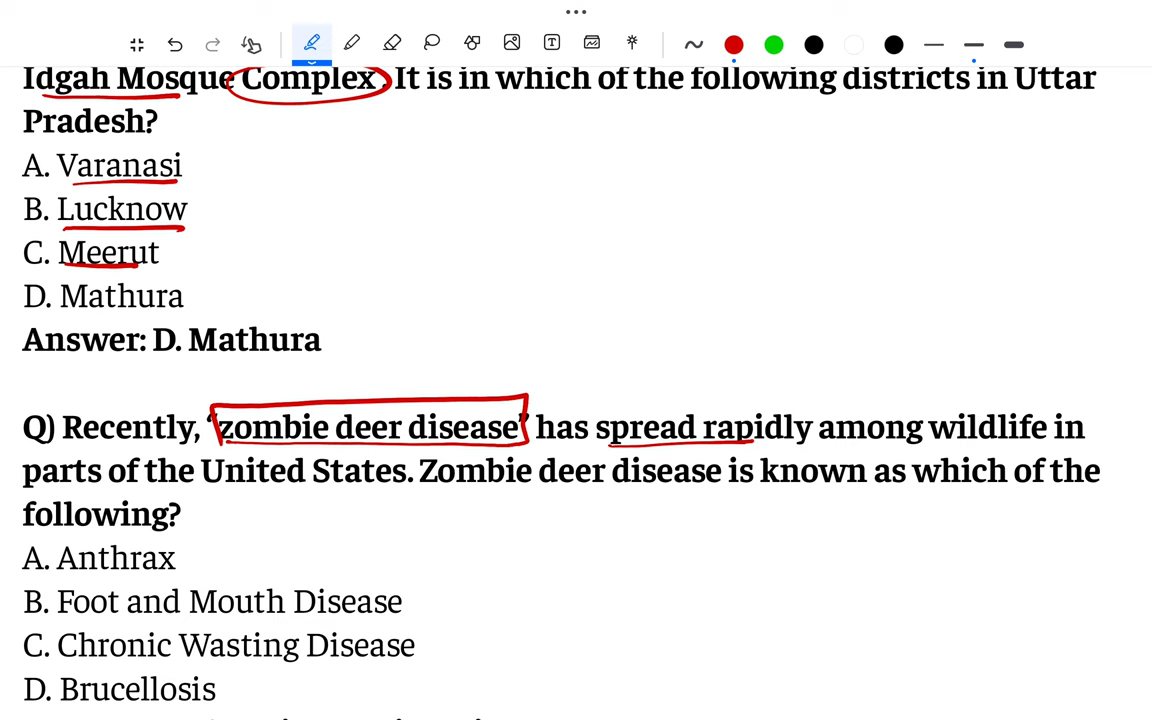 Idgah Mosque Complex. It is in which of the following districts in Uttar
Pradesh?
A. Varanasi
B. Lucknow
C. Meerut
D. Mathura
Answer: D. Mathura
Q) Recently, ‘zombie deer disease’ has spread rapidly among wildlife in
parts of the United States. Zombie deer disease is known as which of the
following?
A. Anthrax
B. Foot and Mouth Disease
C. Chronic Wasting Disease
D. Brucellosis